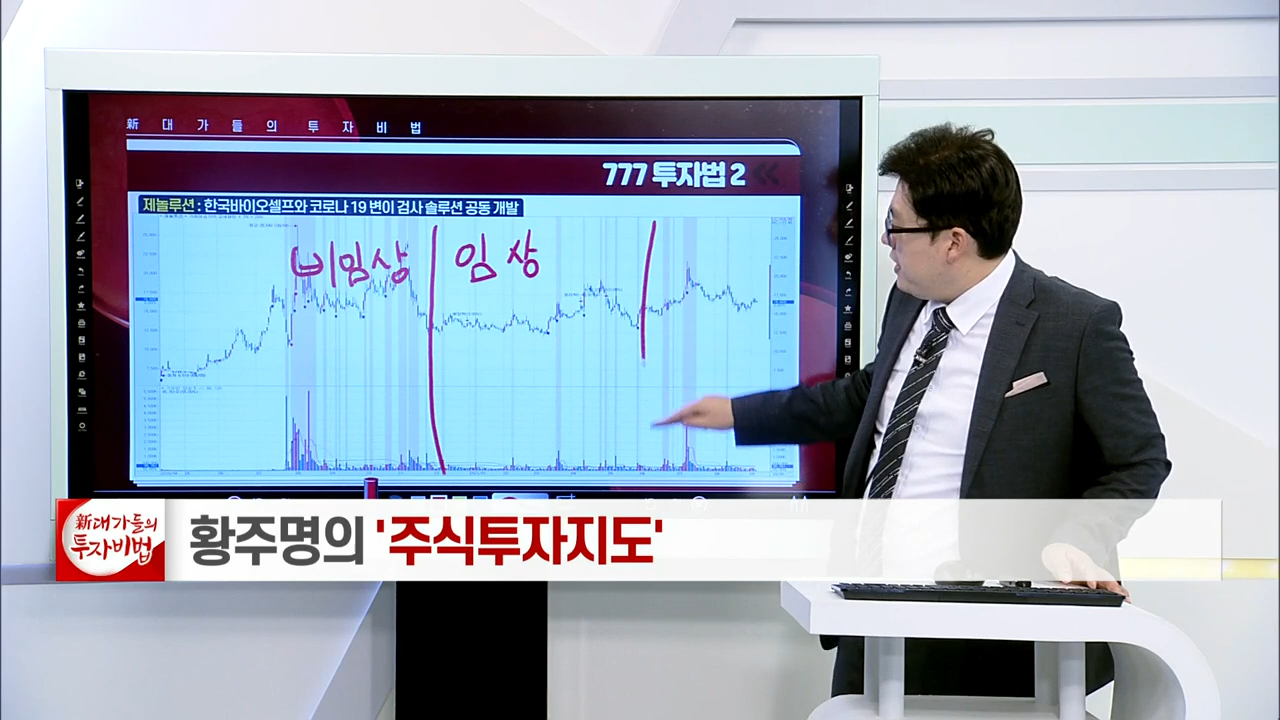 新 대 가 들 의 투 자 비 법
777 투자법 2
제놀루션 : 한국바이오셀프와 코로나 19 변이 검사 솔루션 공동 개발
비임상
임상
新대가들의
투자비법
황주명의 '주식투자지도'